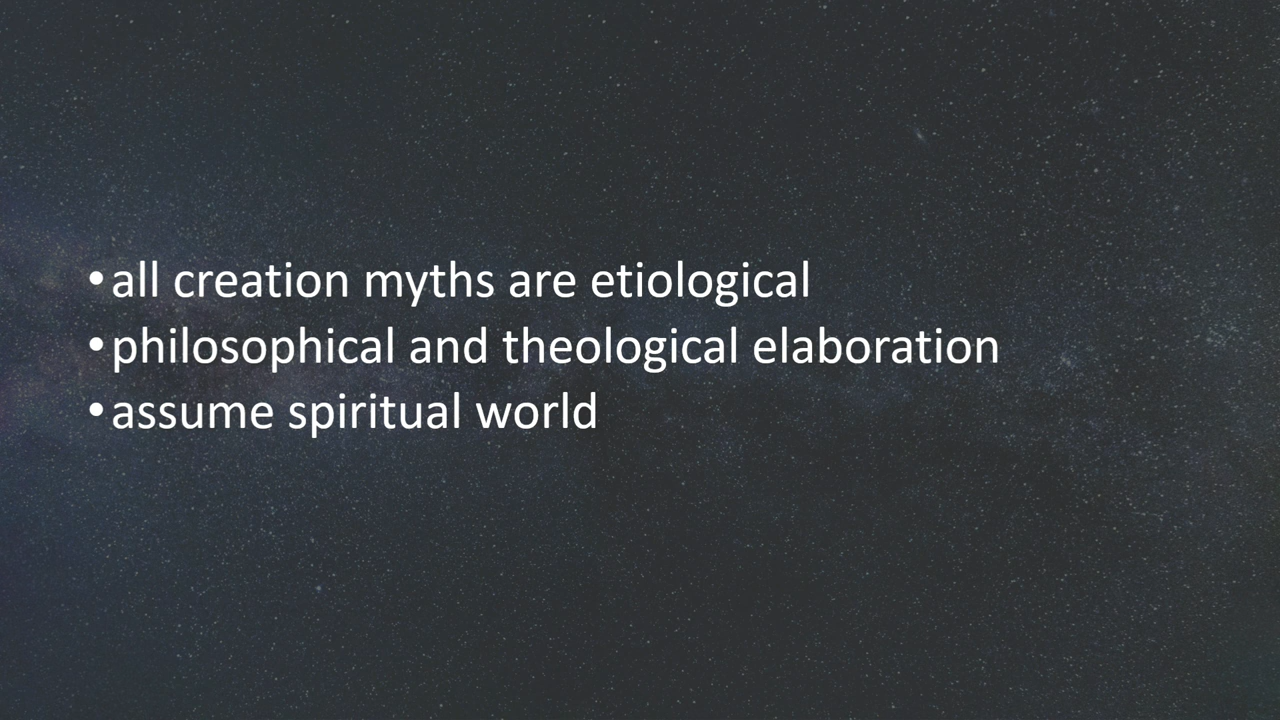 •all creation myths are etiological
•philosophical and theological elaboration
•assume spiritual world